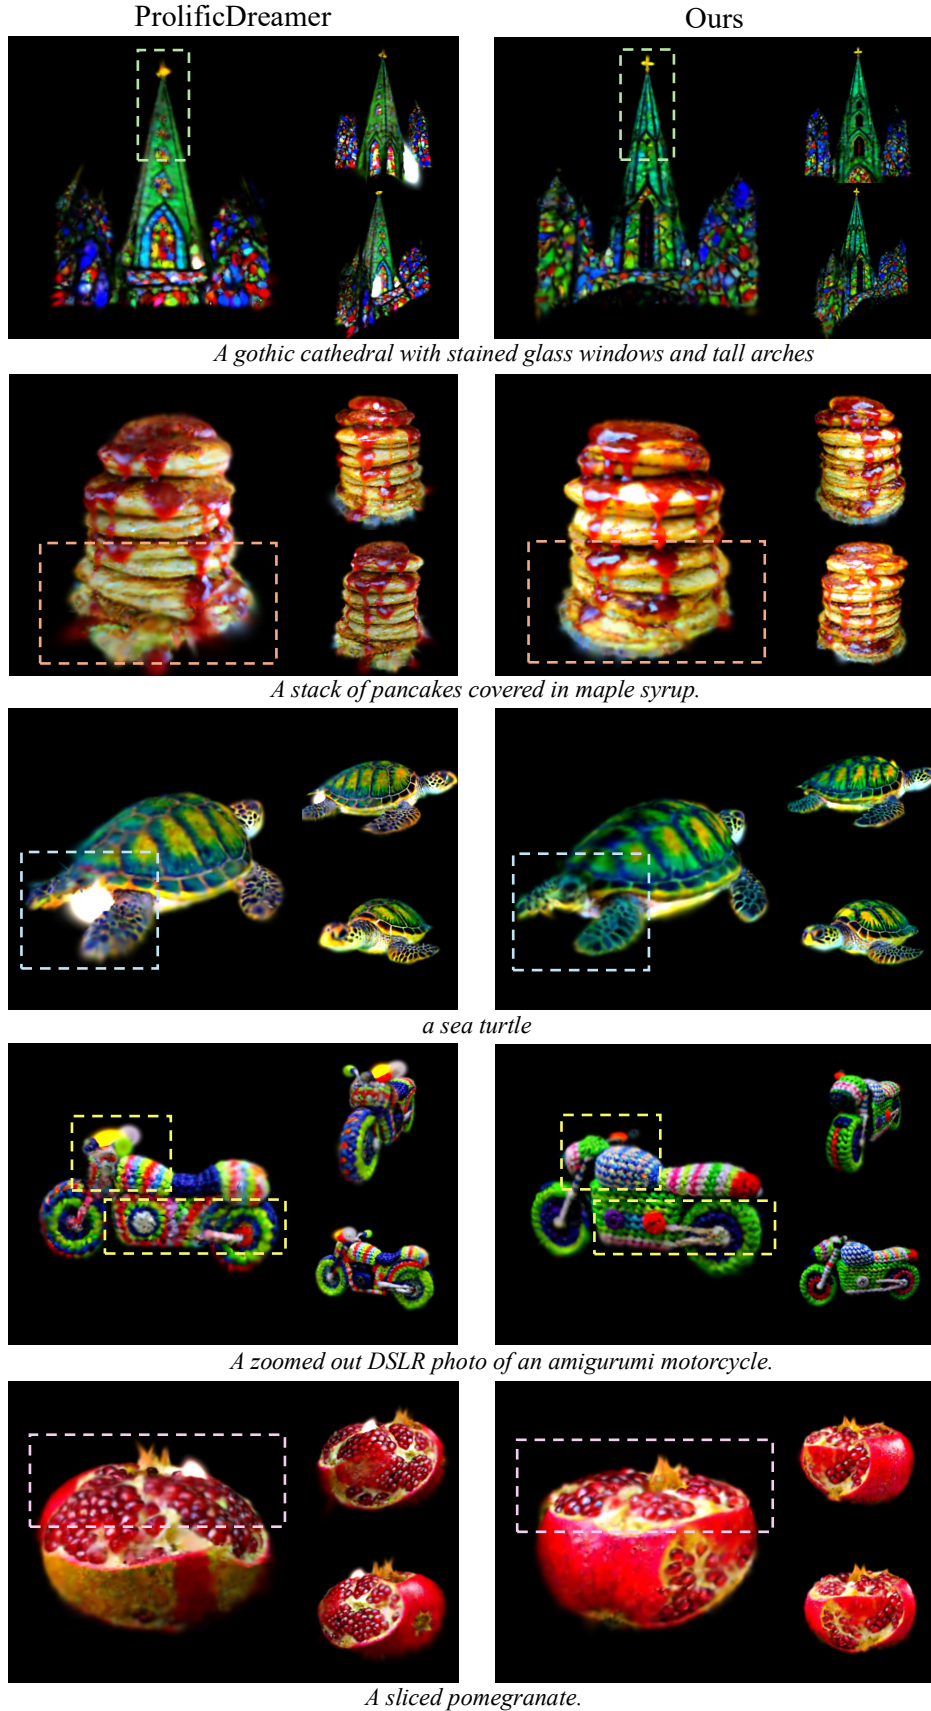 ProlificDreamer
Ours
A gothic cathedral with stained glass windows and tall arches
A stack of pancakes covered in maple syrup.
a sea turtle
A zoomed out DSLR photo of an amigurumi motorcycle.
A sliced pomegranate.